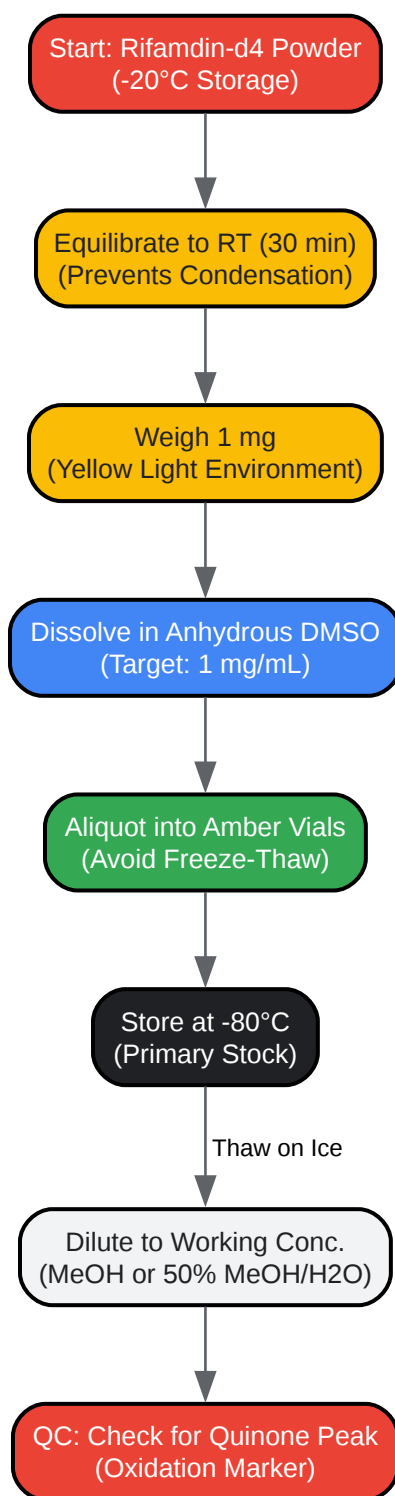 Start: Rifamdin-d4 Powder
(-20°C Storage)
Equilibrate to RT (30 min)
(Prevents Condensation)
Weigh 1 mg
(Yellow Light Environment)
Dissolve in Anhydrous DMSO
(Target: 1 mg/mL)
Aliquot into Amber Vials
(Avoid Freeze-Thaw)
Store at -80°C
(Primary Stock)
Thaw on Ice
Dilute to Working Conc.
(MeOH or 50% MeOH/H2O)
QC: Check for Quinone Peak
(Oxidation Marker)